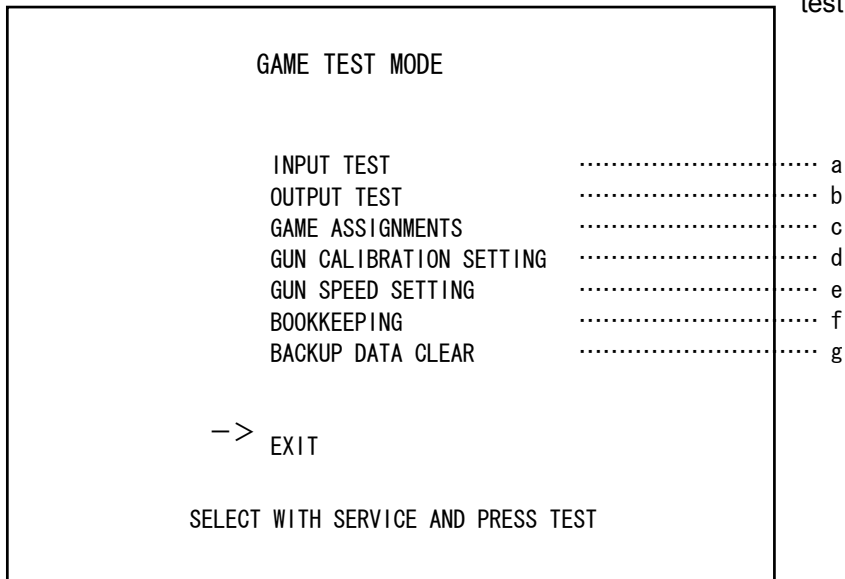 test
GAME TEST MODE
INPUT TEST ································ a
OUTPUT TEST ································ b
GAME ASSIGNMENTS ································ c
GUN CALIBRATION SETTING ································ d
GUN SPEED SETTING ································ e
BOOKKEEPING ································ f
BACKUP DATA CLEAR ································ g
-> EXIT
SELECT WITH SERVICE AND PRESS TEST